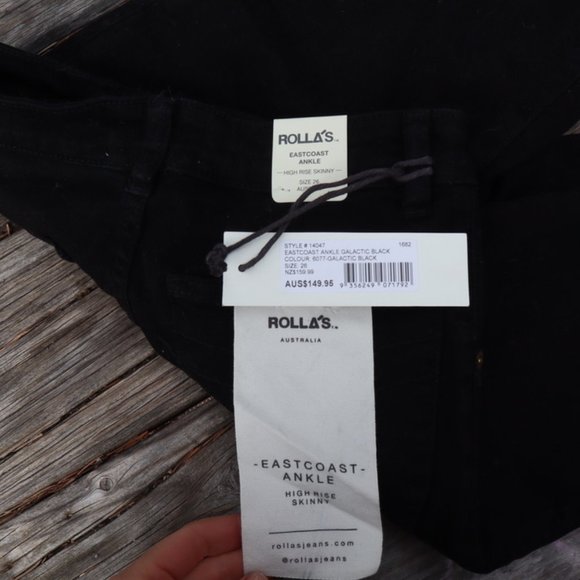 ROLLA'S
EASTCOAST
ANKLE
— HIGH RISE SKINNY —
SIZE 26
STYLE # 14047 1682
EASTCOAST ANKLE GALACTIC BLACK
COLOUR: 6077-GALACTIC BLACK
SIZE: 26
NZ$159.99
AUS$149.95
9 356249 071792
ROLLA'S
AUSTRALIA
-EASTCOAST-
ANKLE
HIGH RISE
SKINNY
rollasjeans.com
@rollasjeans